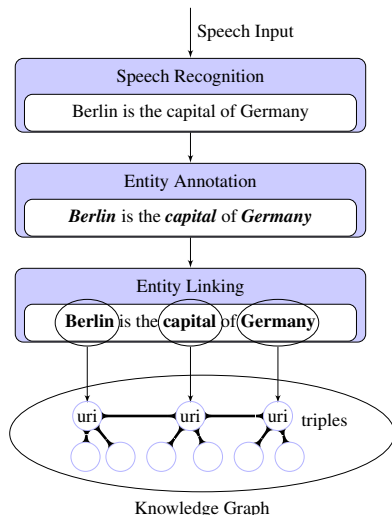 Speech Input
Speech Recognition
Berlin is the capital of Germany
Entity Annotation
Berlin is the capital of Germany
Entity Linking
Berlin is the capital of Germany
uri uri uri triples
Knowledge Graph